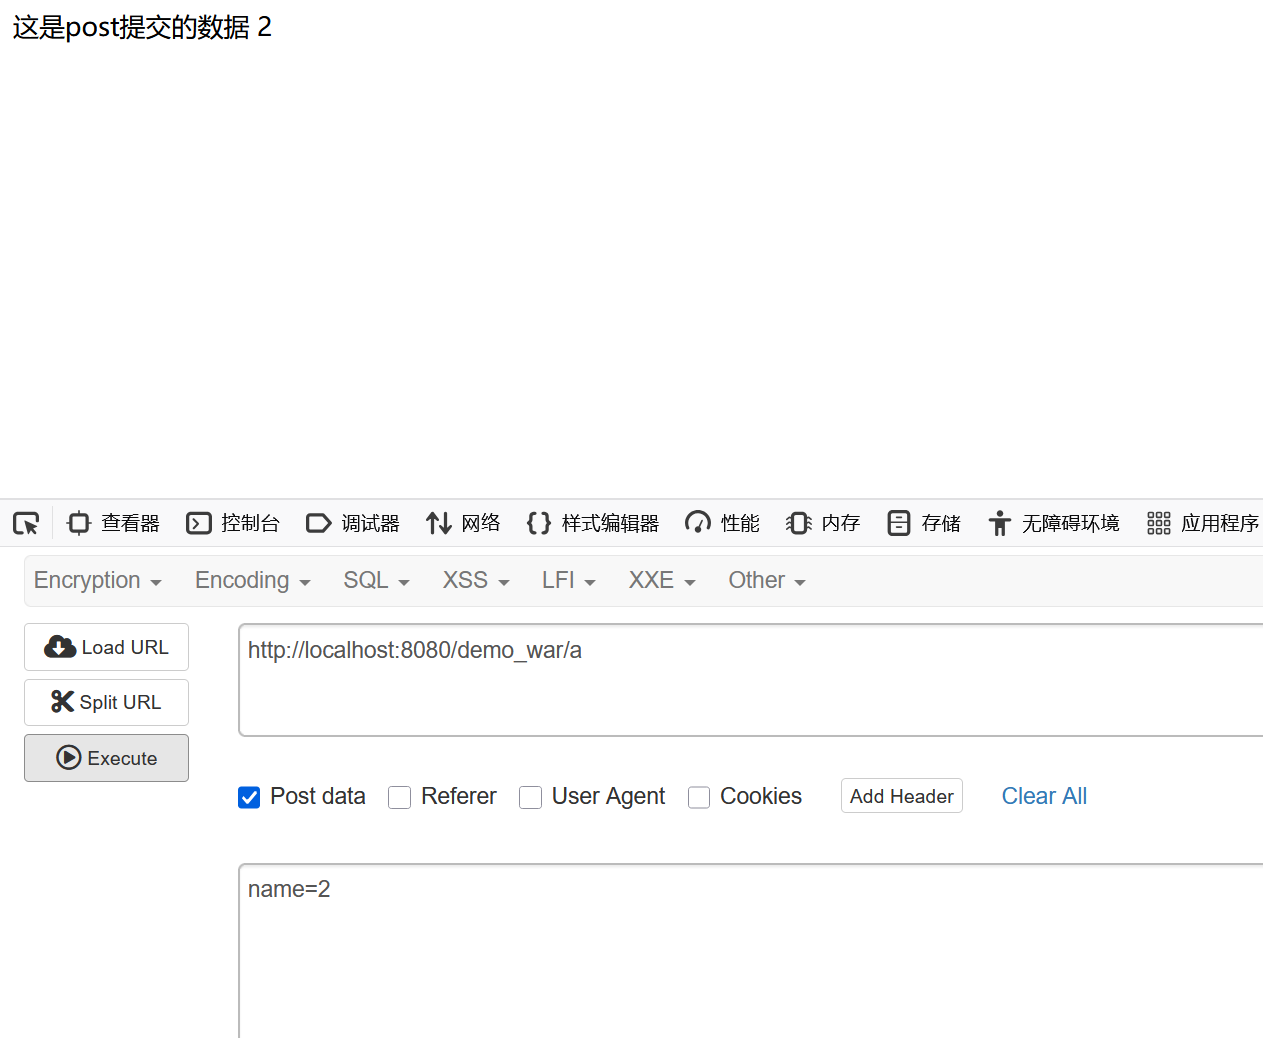 这是post提交的数据 2
查看器 控制台 调试器 网络 样式编辑器 性能 内存 存储 无障碍环境 应用程序
Encryption Encoding SQL XSS LFI XXE Other
Load URL
http://localhost:8080/demo_war/a
Split URL
Execute
Post data Referer User Agent Cookies Add Header Clear All
name=2